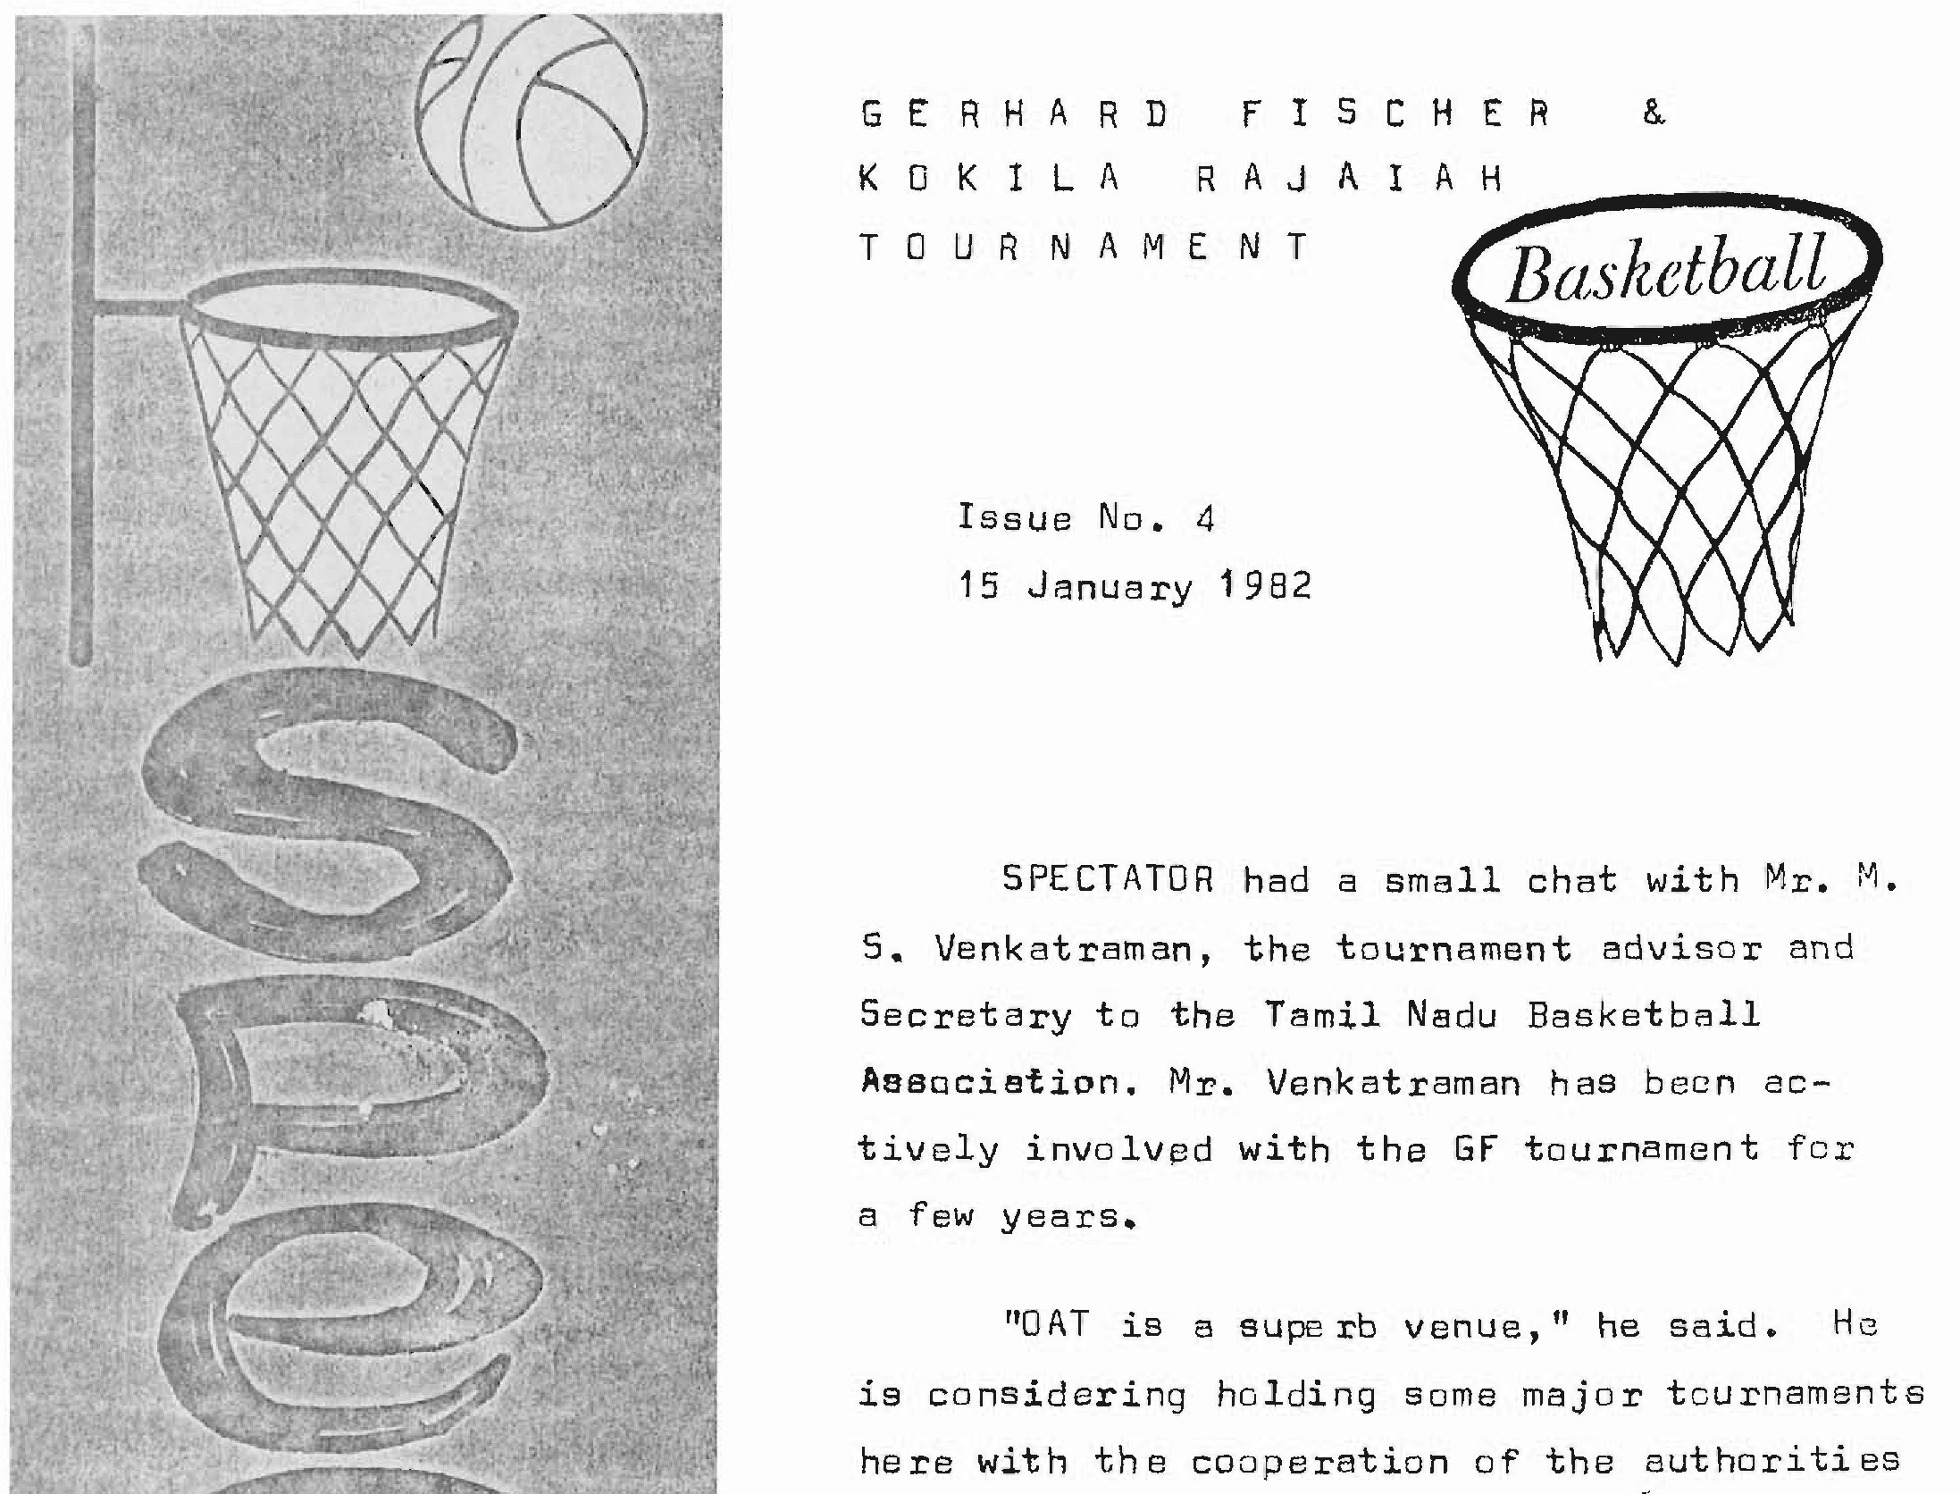 GERHARD FISCHER &
KOKILA RAJAIAH
TOURNAMENT
Basketball
Issue No. 4
15 January 1982
Spe
SPECTATOR had a small chat with Mr. M.
S. Venkatraman, the tournament advisor and
Secretary to the Tamil Nadu Basketball
Association. Mr. Venkatraman has been ac-
tively involved with the GF tournament for
a few years.
"OAT is a superb venue," he said. He
is considering holding some major tournaments
here with the cooperation of the authorities